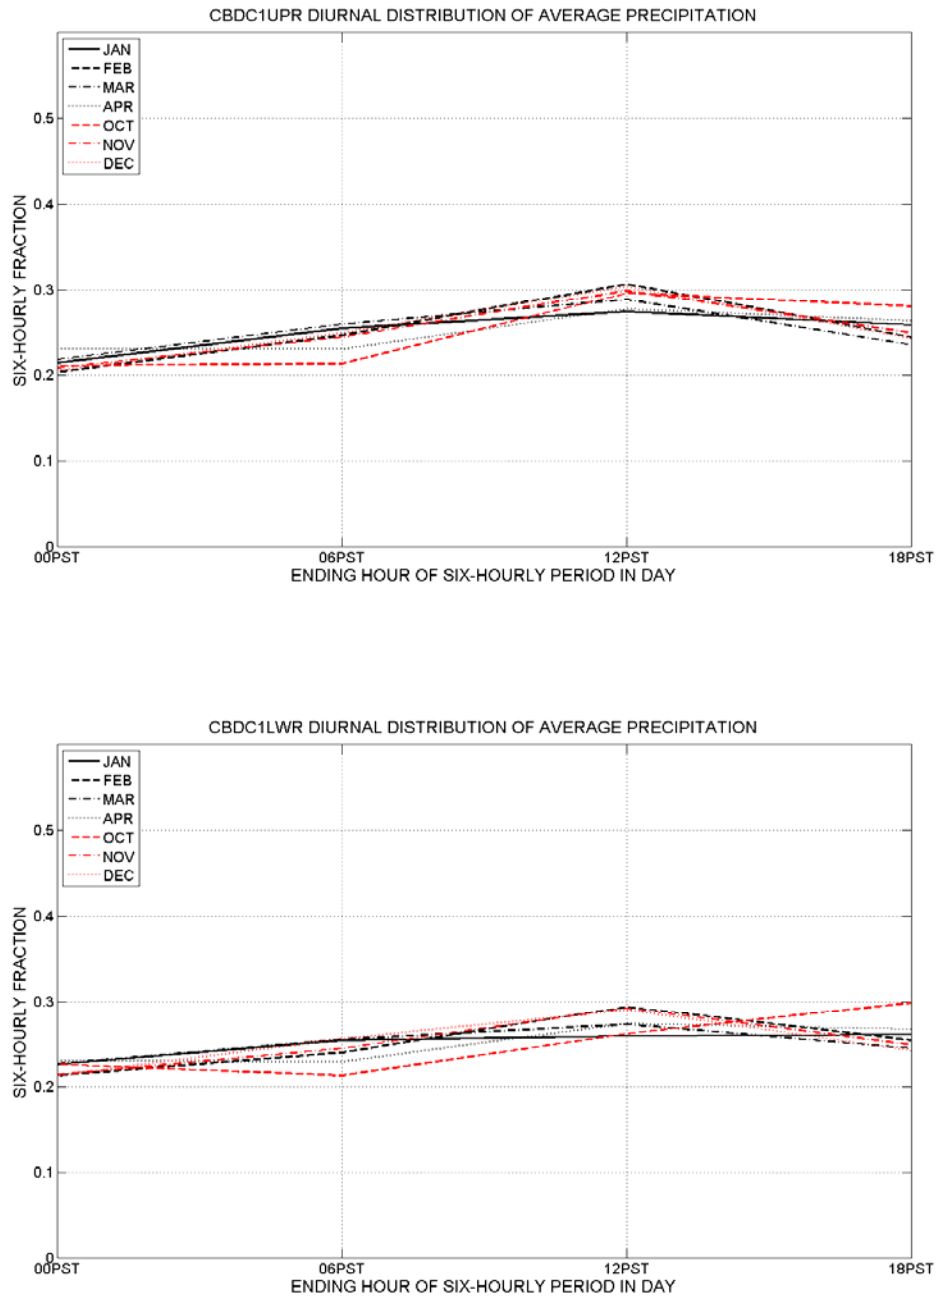 CBDC1UPR DIURNAL DISTRIBUTION OF AVERAGE PRECIPITATION
JAN
FEB
MAR
APR
OCT
NOV
DEC
0.5
0.4
0.3
0.2
0.1
0
SIX-HOURLY FRACTION
00PST 06PST 12PST 18PST
ENDING HOUR OF SIX-HOURLY PERIOD IN DAY
CBDC1LWR DIURNAL DISTRIBUTION OF AVERAGE PRECIPITATION
JAN
FEB
MAR
APR
OCT
NOV
DEC
0.5
0.4
0.3
0.2
0.1
0
SIX-HOURLY FRACTION
00PST 06PST 12PST 18PST
ENDING HOUR OF SIX-HOURLY PERIOD IN DAY